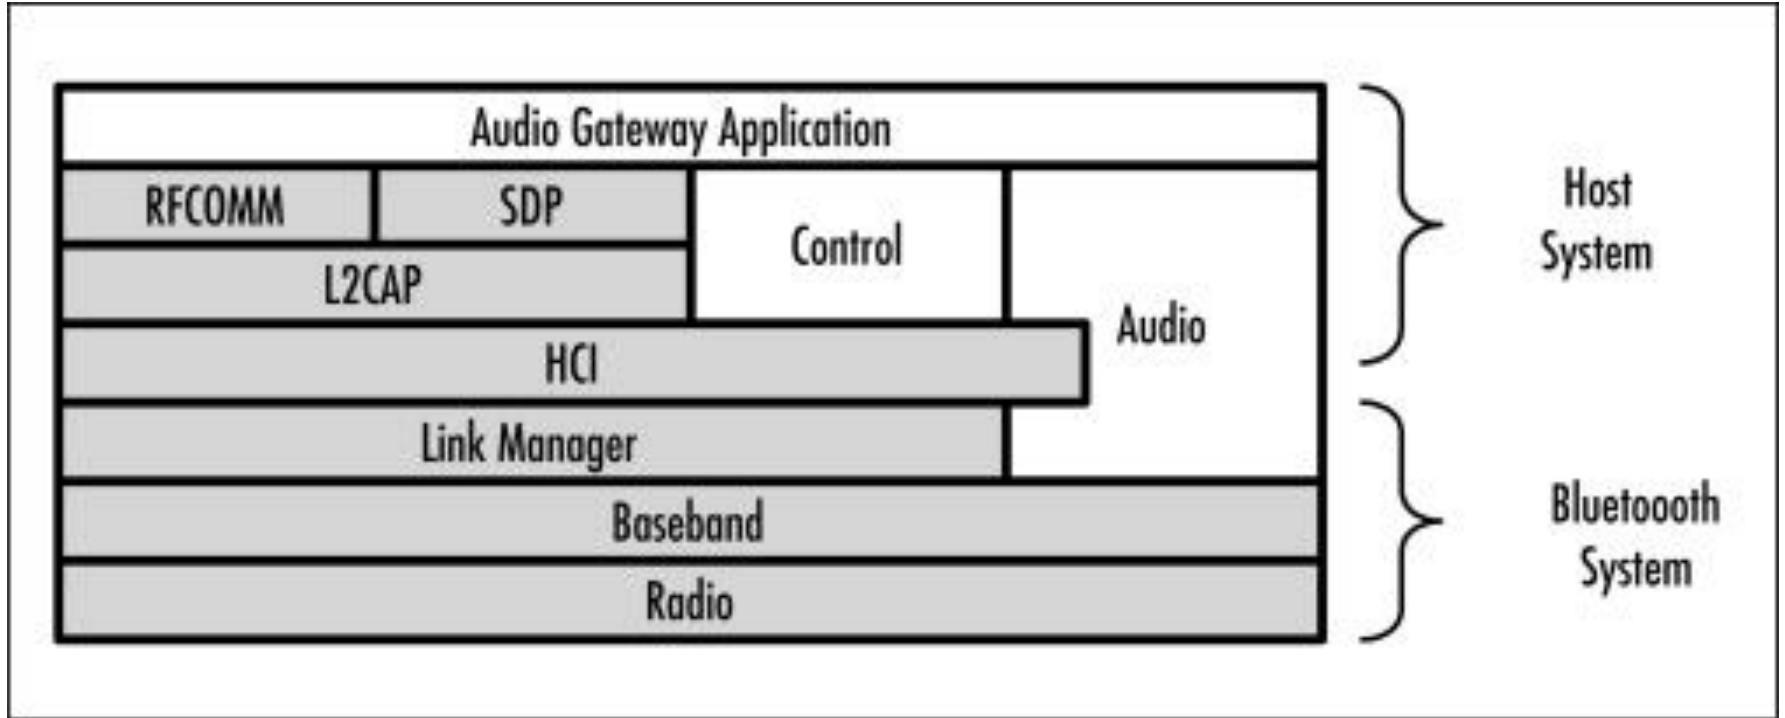 Audio Gateway Application
RFCOMM
SDP
Control
L2CAP
Audio
HCI
Link Manager
Baseband
Radio
Host
System
Bluetoooth
System